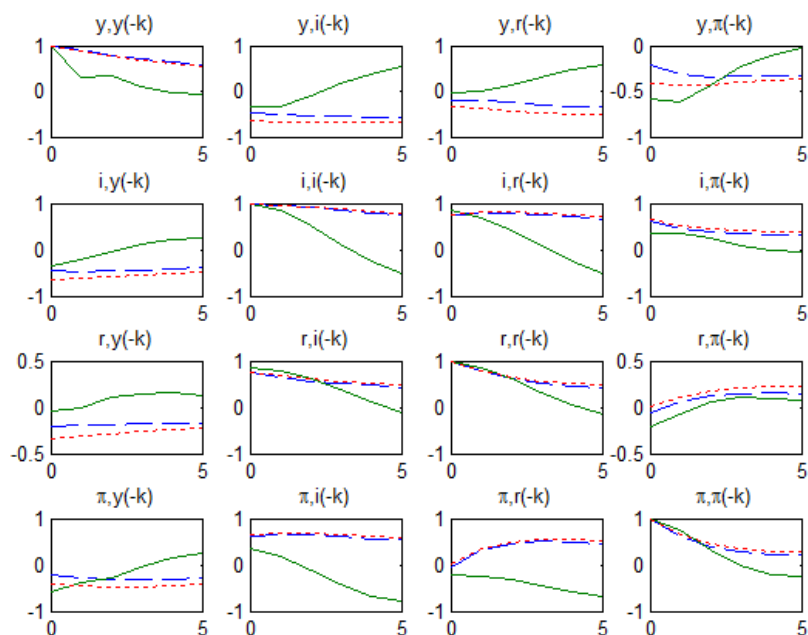 y,y(-k) y,i(-k) y,r(-k) y,π(-k)
1 1 1 0
0 0 0 -0.5
-1 -1 -1 -1
0 5 0 5 0 5 0 5
i,y(-k) i,i(-k) i,r(-k) i,π(-k)
1 1 1 1
0 0 0 0
-1 -1 -1 -1
0 5 0 5 0 5 0 5
r,y(-k) r,i(-k) r,r(-k) r,π(-k)
0.5 1 1 0.5
0 0 0 0
-0.5 -1 -1 -0.5
0 5 0 5 0 5 0 5
π,y(-k) π,i(-k) π,r(-k) π,π(-k)
1 1 1 1
0 0 0 0
-1 -1 -1 -1
0 5 0 5 0 5 0 5